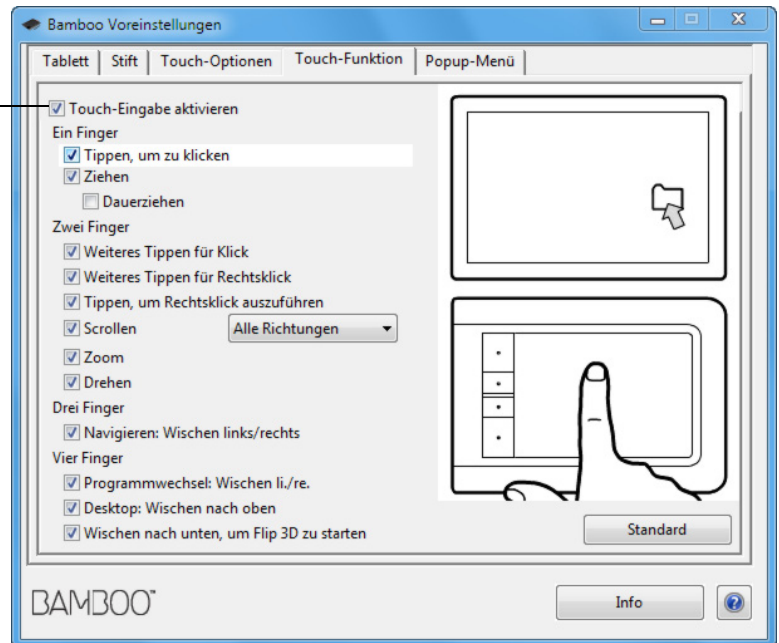 Bamboo Voreinstellungen
Tablett Stift Touch-Optionen Touch-Funktion Popup-Menü
Touch-Eingabe aktivieren
Ein Finger
Tippen, um zu klicken
Ziehen
Dauerziehen
Zwei Finger
Weiteres Tippen für Klick
Weiteres Tippen für Rechtsklick
Tippen, um Rechtsklick auszuführen
Scrollen Alle Richtungen
Zoom
Drehen
Drei Finger
Navigieren: Wischen links/rechts
Vier Finger
Programmwechsel: Wischen li./re.
Desktop: Wischen nach oben
Wischen nach unten, um Flip 3D zu starten
Standard
BAMBOO™ Info ?